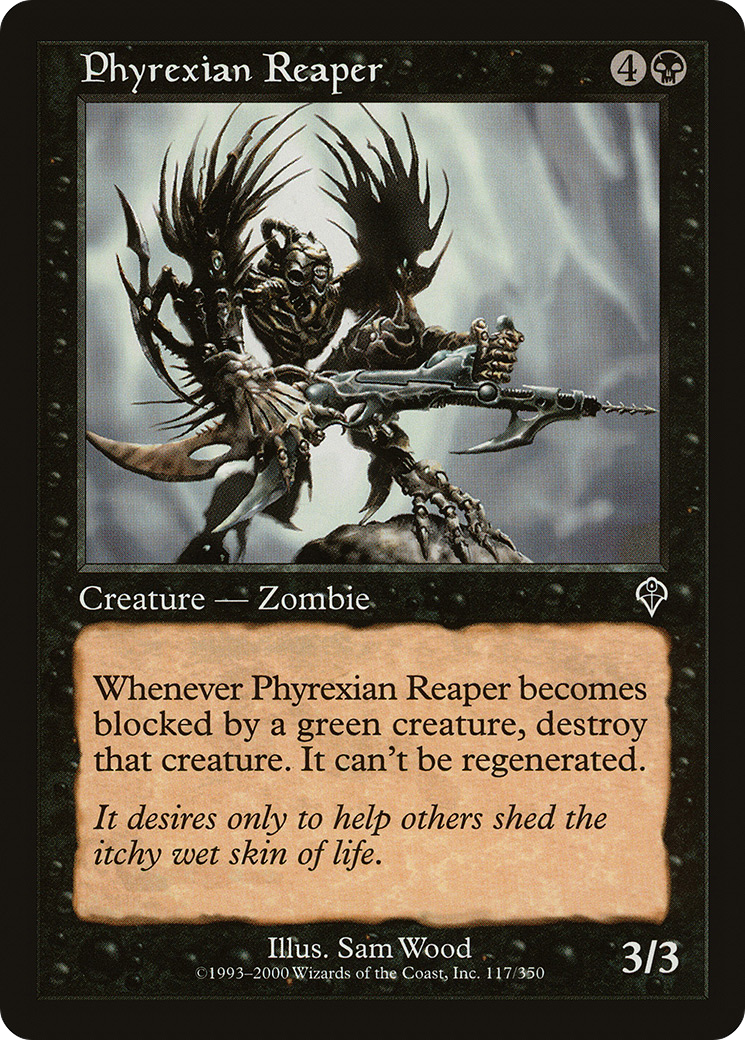 Phyrexian Reaper
4
Creature — Zombie
Whenever Phyrexian Reaper becomes
blocked by a green creature, destroy
that creature. It can't be regenerated.
It desires only to help others shed the
itchy wet skin of life.
Illus. Sam Wood
©1993–2000 Wizards of the Coast, Inc. 117/350
3/3